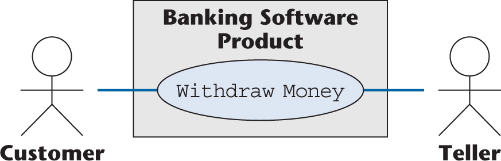 Banking Software
Product
Withdraw Money
Customer
Teller